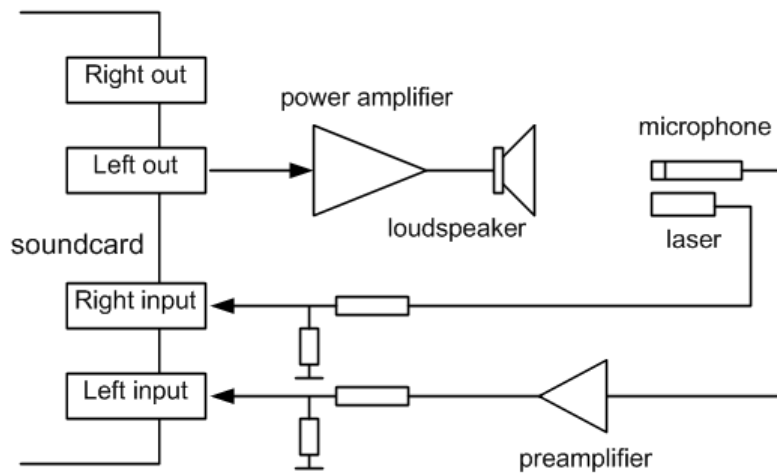 Right out
power amplifier
microphone
Left out
loudspeaker
laser
soundcard
Right input
Left input
preamplifier